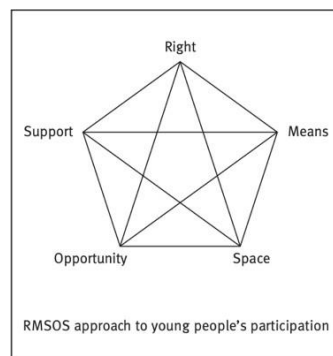 Right
Support Means
Opportunity Space
RMSOS approach to young people's participation